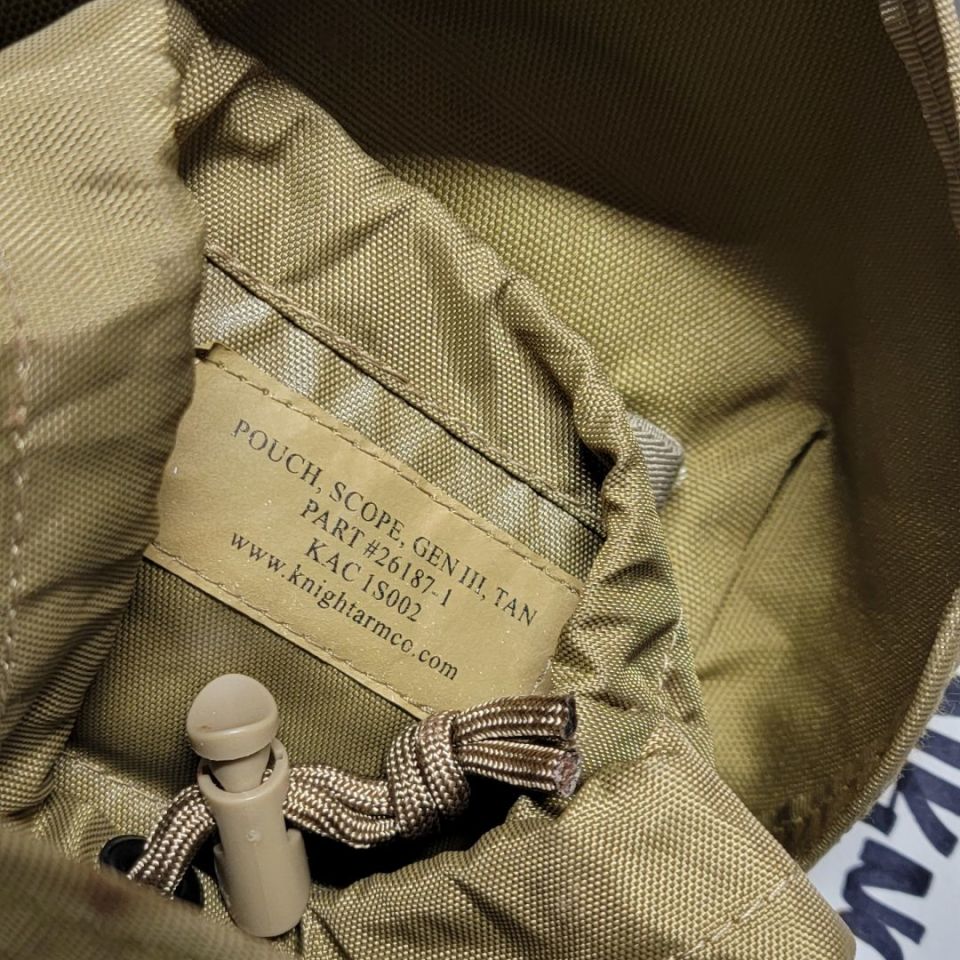 POUCH, SCOPE, GEN III, TAN
PART #26187-1
KAC 1S002
www.knightarmco.com